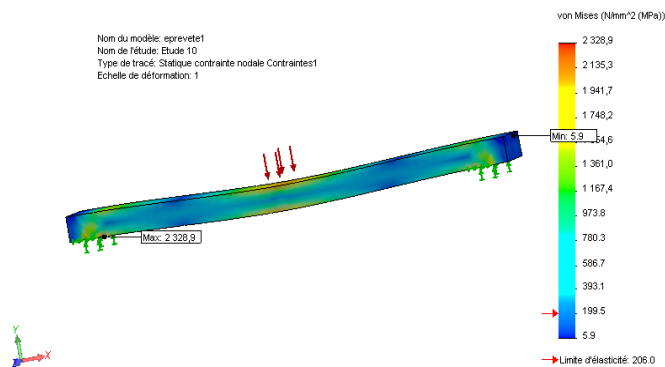 von Mises (N/mm^2 (MPa))
Nom du modèle: eprevete1
Nom de l'étude: Etude 10
Type de tracé: Statique contrainte nodale Contraintes1
Echelle de déformation: 1
2 328,9
2 135,3
1 941,7
1 748,2
1 361,0
1 167,4
973.8
780.3
586.7
393.1
199.5
5.9
Min: 5.9
Max: 2 328,9
Limite d'élasticité: 206.0
Y
X